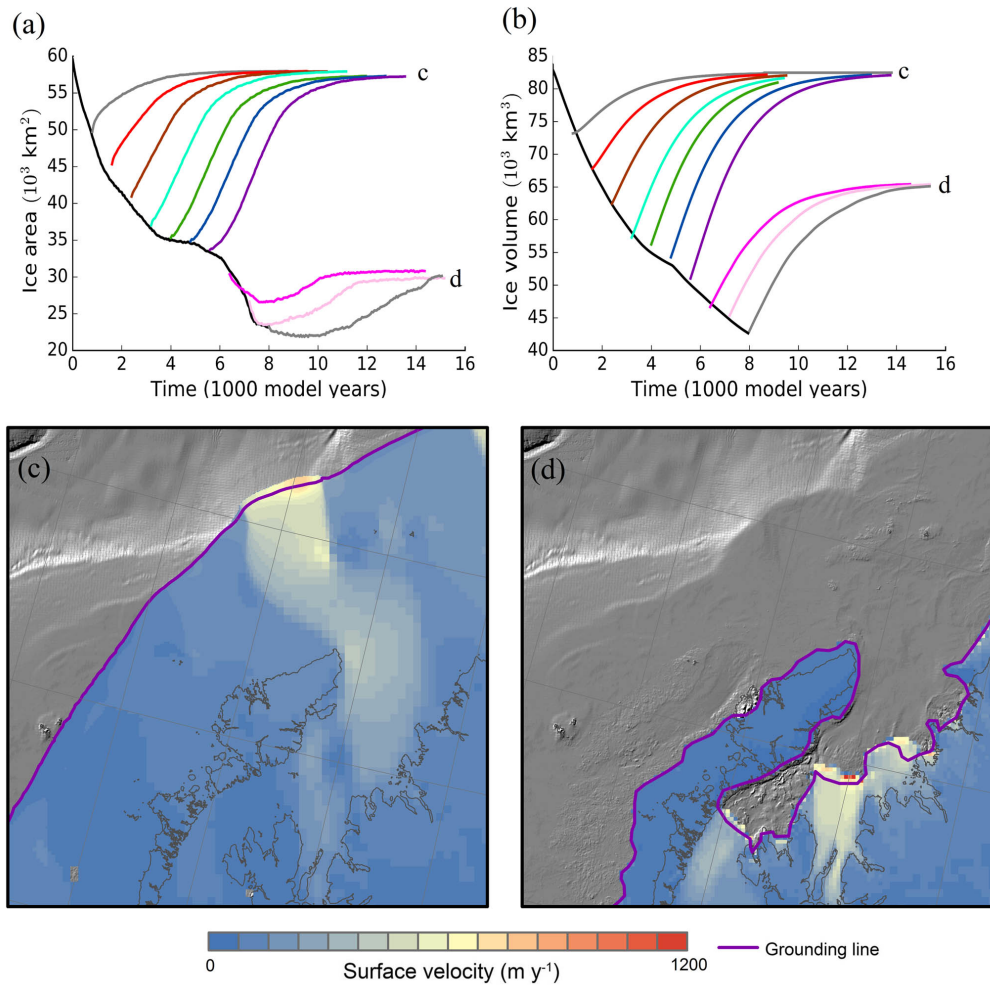 (a)
60
55
50
45
40
35
30
25
20
Ice area (10³ km²)
c
d
0 2 4 6 8 10 12 14 16
Time (1000 model years)
(b)
85
80
75
70
65
60
55
50
45
40
Ice volume (10³ km³)
c
d
0 2 4 6 8 10 12 14 16
Time (1000 model years)
(c)
(d)
0
1200
Surface velocity (m y⁻¹)
Grounding line